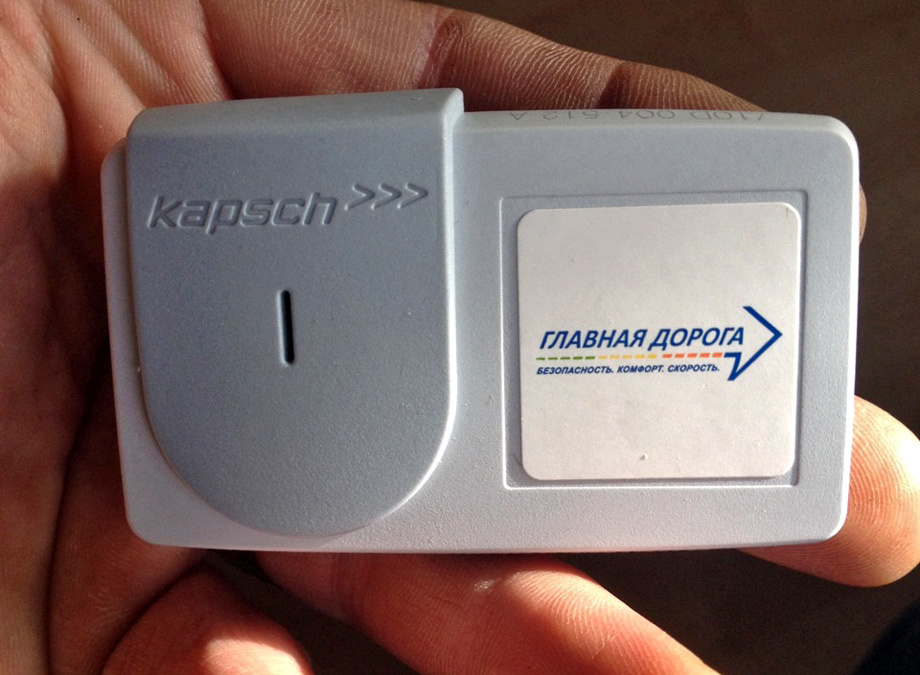 kapsch >>>
ГЛАВНАЯ ДОРОГА
БЕЗОПАСНОСТЬ. КОМФОРТ. СКОРОСТЬ.